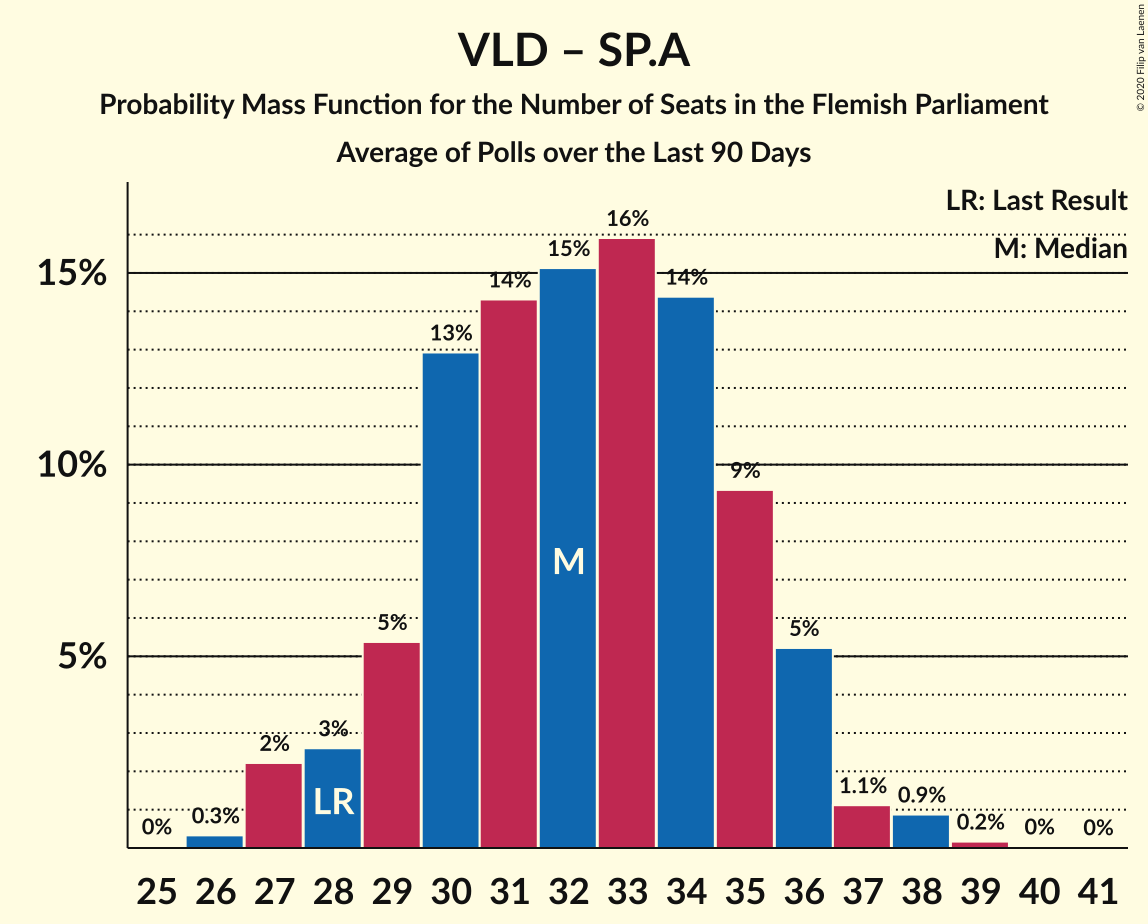 VLD – SP.A
Probability Mass Function for the Number of Seats in the Flemish Parliament
Average of Polls over the Last 90 Days
© 2020 Filip van Laenen
LR: Last Result
M: Median
15%
10%
5%
0%
0.3%
2%
3%
5%
13%
14%
15%
16%
14%
9%
5%
1.1%
0.9%
0.2%
0%
0%
LR
M
25 26 27 28 29 30 31 32 33 34 35 36 37 38 39 40 41